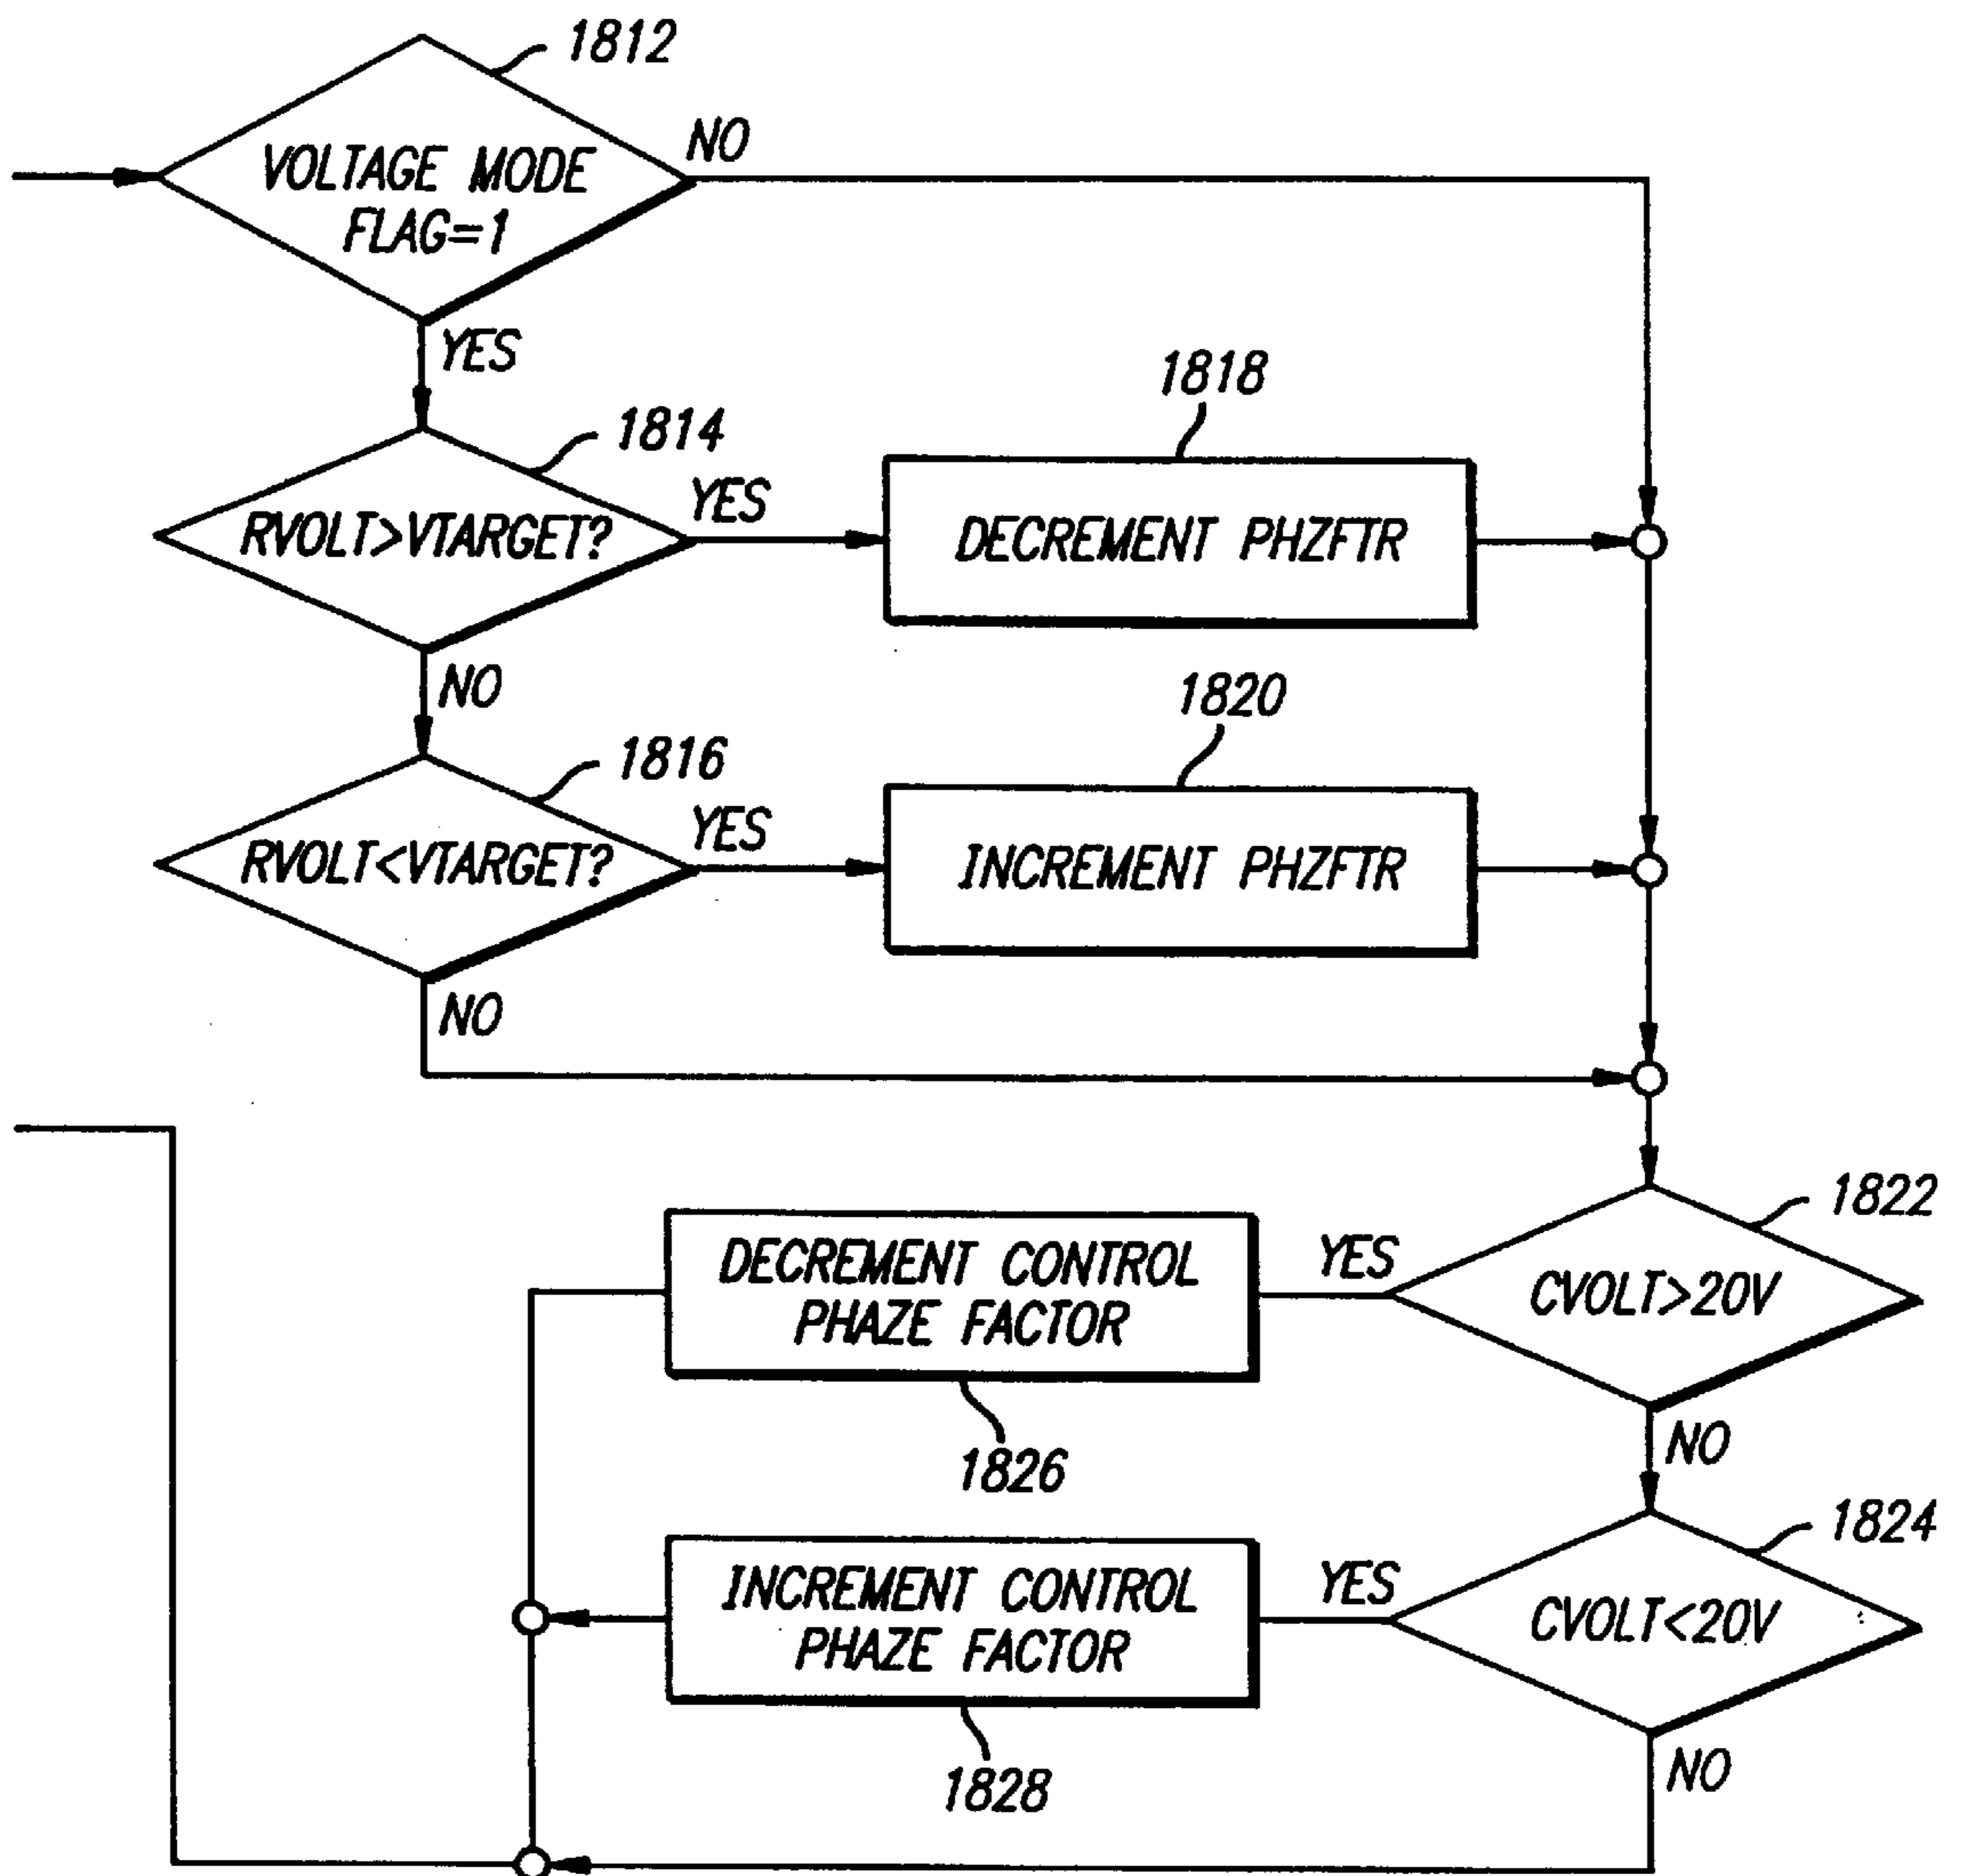 1812
NO
VOLTAGE MODE
FLAG=1
YES
1818
1814
YES
RVOLT>VTARGET?
DECREMENT PHZFTR
NO
1820
1816
YES
RVOLT<VTARGET?
INCREMENT PHZFTR
NO
1822
DECREMENT CONTROL
PHAZE FACTOR
YES
CVOLT>20V
NO
1826
1824
INCREMENT CONTROL
PHAZE FACTOR
YES
CVOLT<20V
NO
1828